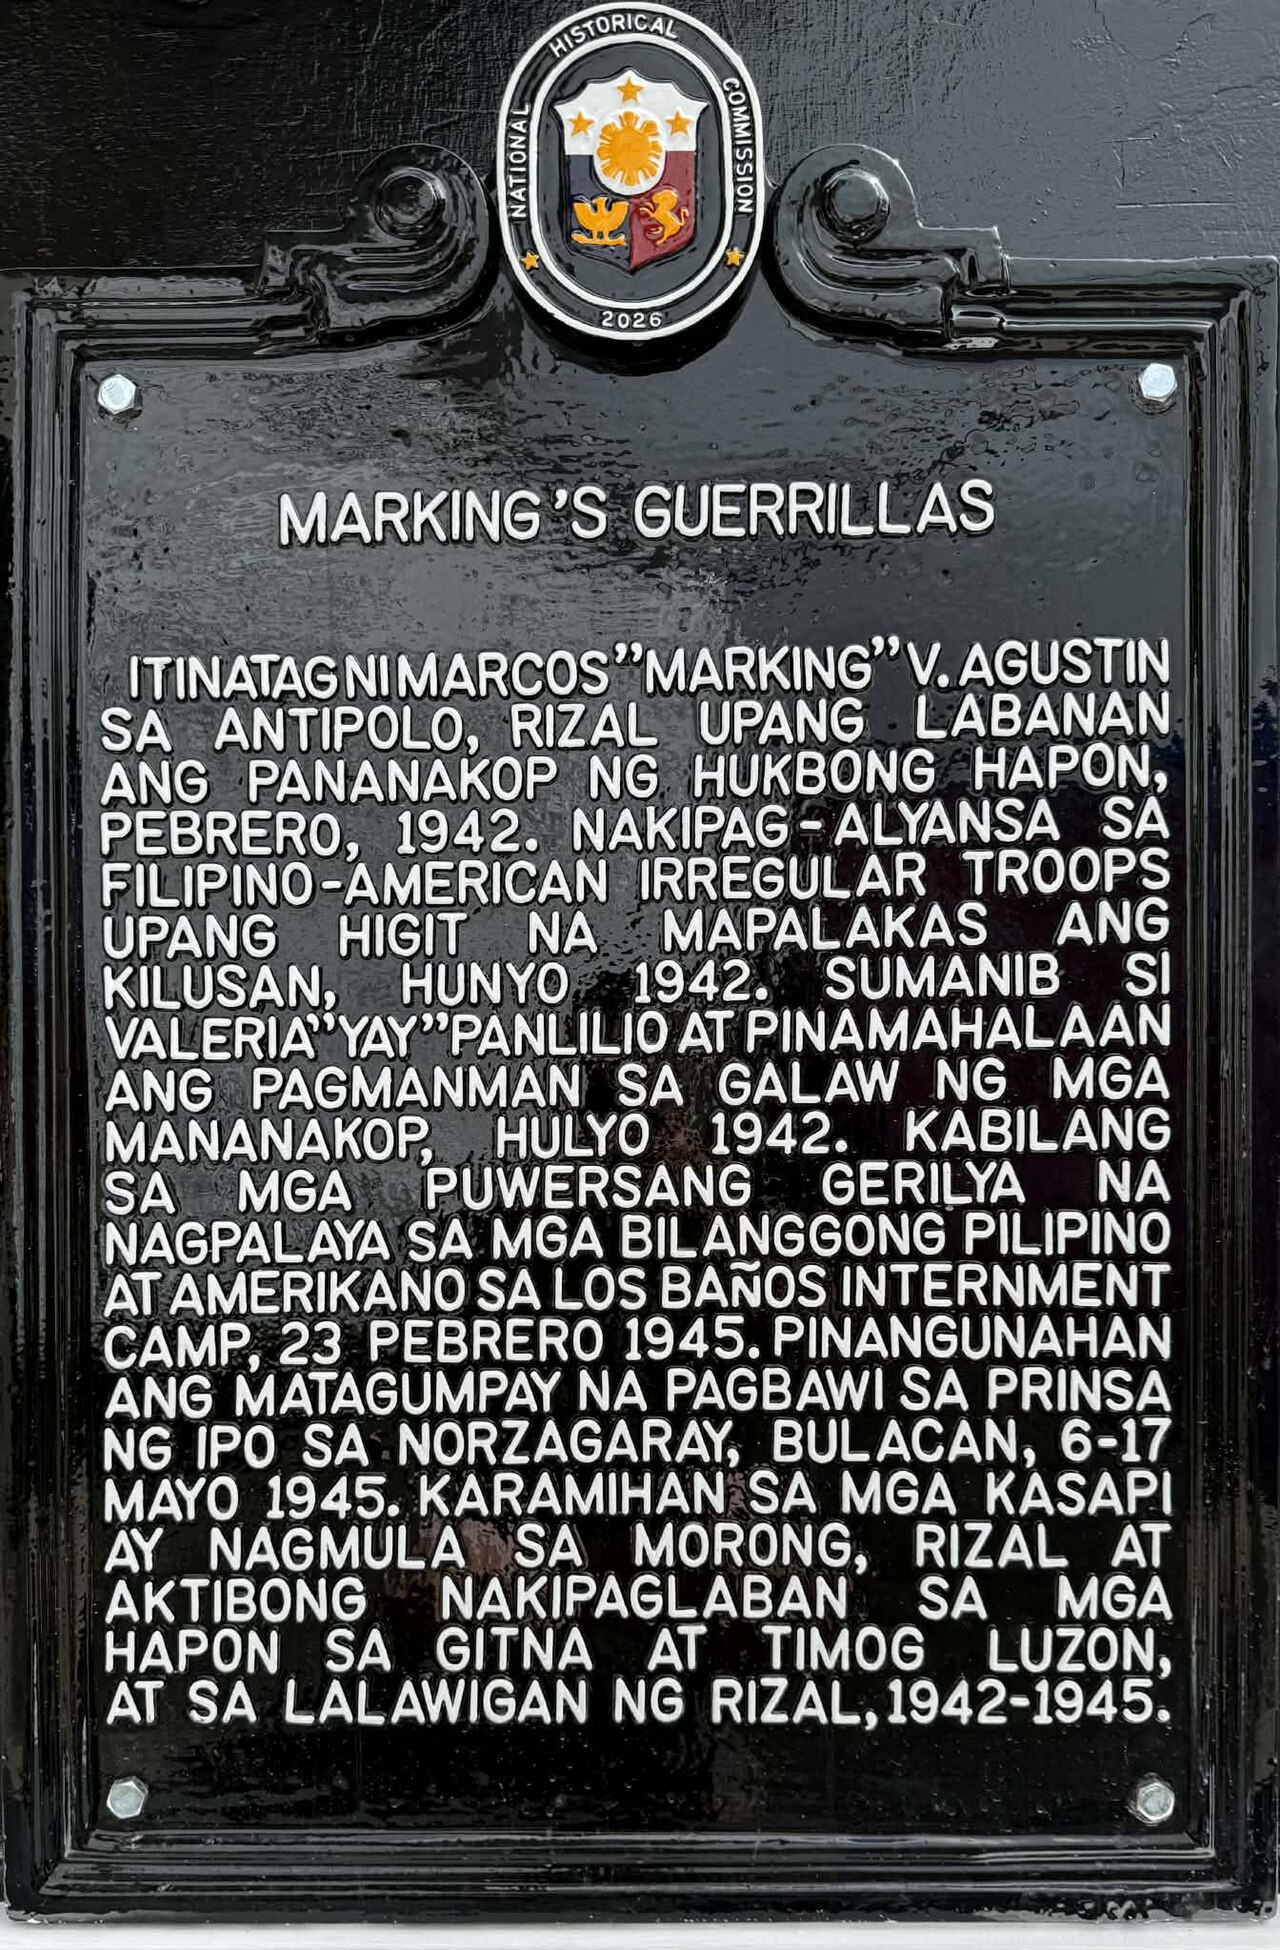 NATIONAL HISTORICAL COMMISSION
2026
MARKING'S GUERRILLAS
ITINATAG NI MARCOS "MARKING" V. AGUSTIN
SA ANTIPOLO, RIZAL UPANG LABANAN
ANG PANANAKOP NG HUKBONG HAPON,
PEBRERO, 1942. NAKIPAG-ALYANSA SA
FILIPINO-AMERICAN IRREGULAR TROOPS
UPANG HIGIT NA MAPALAKAS ANG
KILUSAN, HUNYO 1942. SUMANIB SI
VALERIA "YAY" PANLILIO AT PINAMAHALAAN
ANG PAGMANMAN SA GALAW NG MGA
MANANAKOP, HULYO 1942. KABILANG
SA MGA PUWERSANG GERILYA NA
NAGPALAYA SA MGA BILANGGONG PILIPINO
AT AMERIKANO SA LOS BAÑOS INTERNMENT
CAMP, 23 PEBRERO 1945. PINANGUNAHAN
ANG MATAGUMPAY NA PAGBAWI SA PRINSA
NG IPO SA NORZAGARAY, BULACAN, 6-17
MAYO 1945. KARAMIHAN SA MGA KASAPI
AY NAGMULA SA MORONG, RIZAL AT
AKTIBONG NAKIPAGLABAN SA MGA
HAPON SA GITNA AT TIMOG LUZON,
AT SA LALAWIGAN NG RIZAL, 1942-1945.